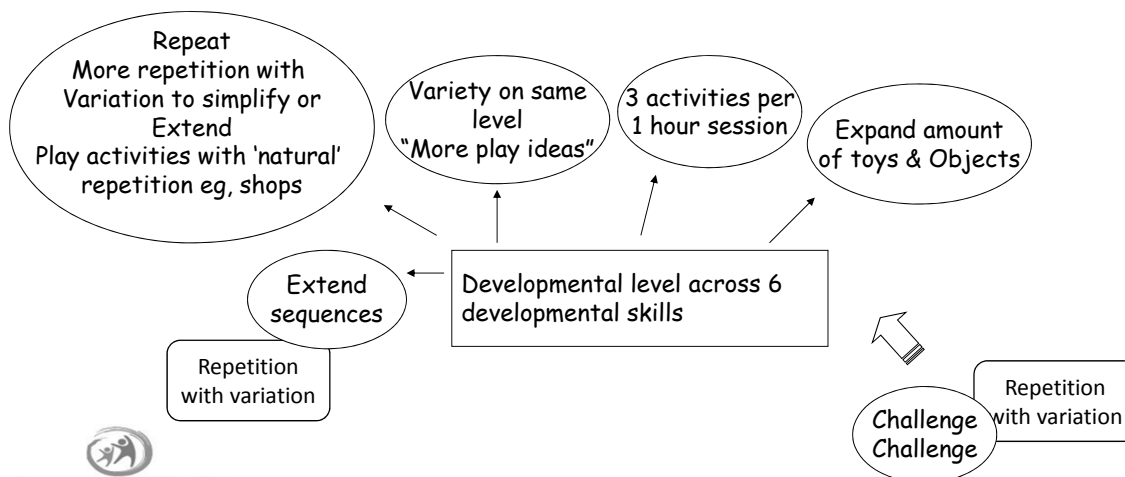 Repeat
More repetition with
Variation to simplify or
Extend
Play activities with ‘natural’
repetition eg, shops
Variety on same
level
“More play ideas”
3 activities per
1 hour session
Expand amount
of toys & Objects
Extend
sequences
Developmental level across 6
developmental skills
Repetition
with variation
Challenge
Challenge
Repetition
with variation